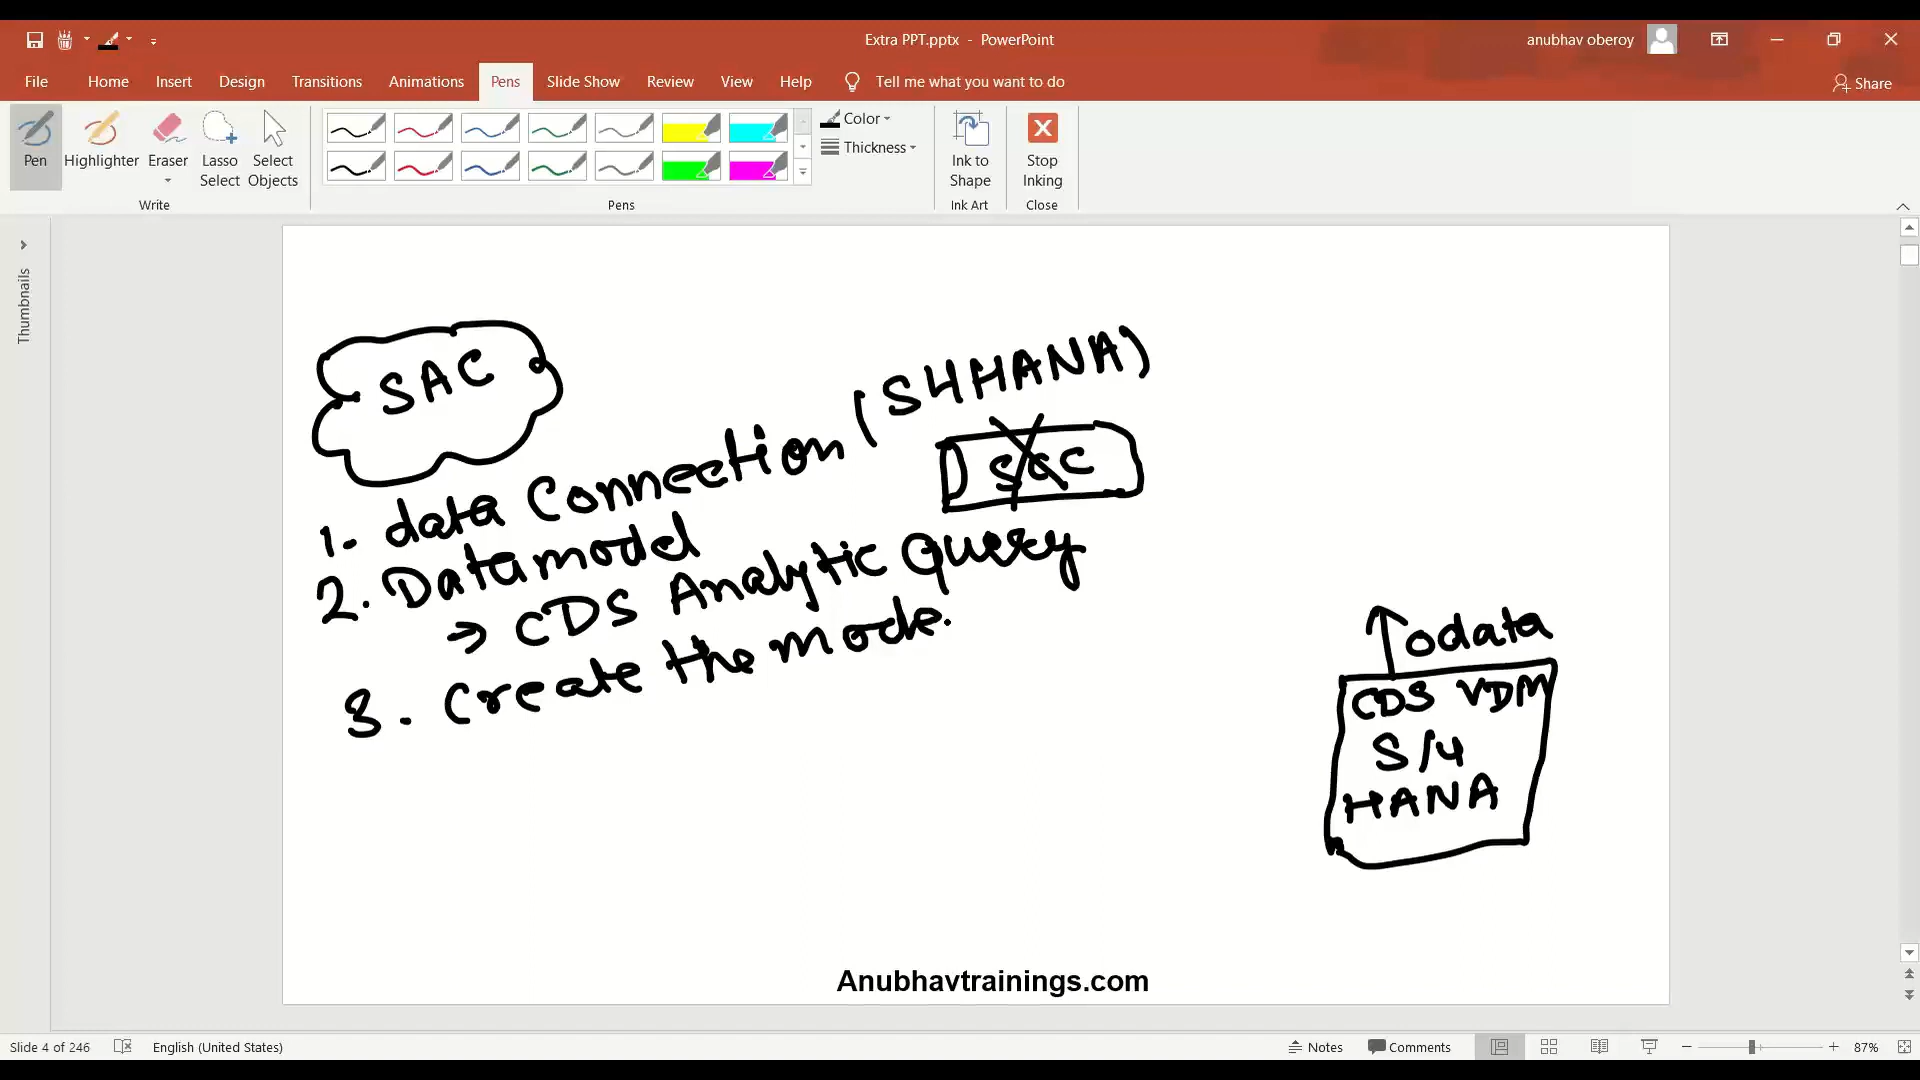 Extra PPT.pptx - PowerPoint
anubhav oberoy
File Home Insert Design Transitions Animations Pens Slide Show Review View Help Tell me what you want to do
Share
Pen
Highlighter
Eraser
Lasso Select
Select Objects
Write
Color
Thickness
Pens
Ink to Shape
Ink Art
Stop Inking
Close
Thumbnails
SAC
1. data Connection (S4HANA)
SAC
2. Datamodel
→ CDS Analytic Query
3. Create the mode.
odata
CDS VDM
S/4
HANA
Anubhavtrainings.com
Slide 4 of 246
English (United States)
Notes
Comments
87%